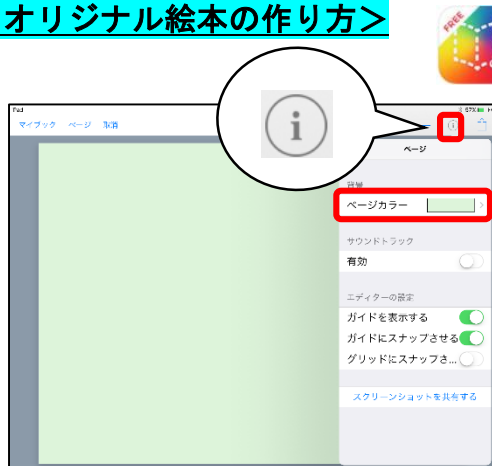 オリジナル絵本の作り方＞
FREE
iPad
57%
マイブック ページ 取消
i
ページ
背景
ページカラー
サウンドトラック
有効
エディターの設定
ガイドを表示する
ガイドにスナップさせる
グリッドにスナップさ...
スクリーンショットを共有する